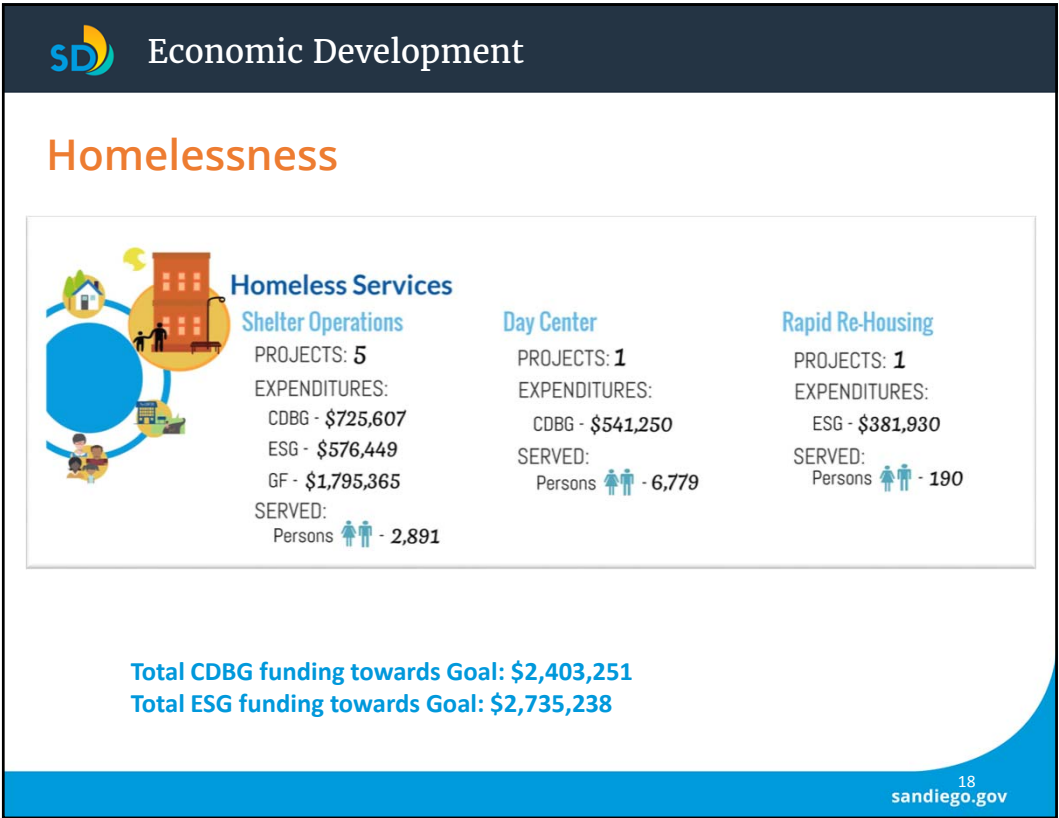 SD
Economic Development
Homelessness
Homeless Services
Shelter Operations
PROJECTS: 5
EXPENDITURES:
CDBG - $725,607
ESG - $576,449
GF - $1,795,365
SERVED:
Persons - 2,891
Day Center
PROJECTS: 1
EXPENDITURES:
CDBG - $541,250
SERVED:
Persons - 6,779
Rapid Re-Housing
PROJECTS: 1
EXPENDITURES:
ESG - $381,930
SERVED:
Persons - 190
Total CDBG funding towards Goal: $2,403,251
Total ESG funding towards Goal: $2,735,238
18
sandiego.gov